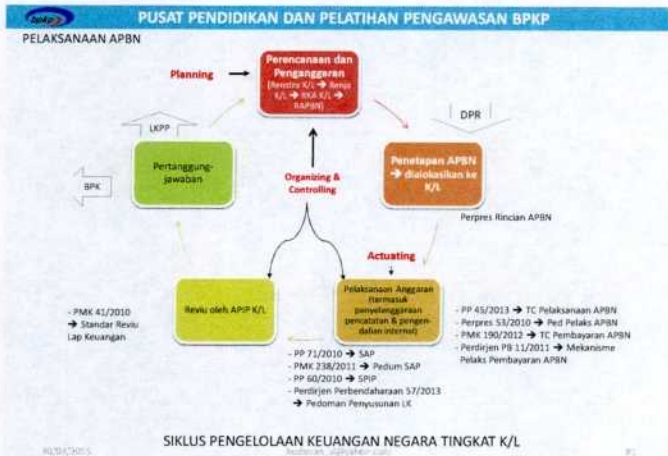 bpkp
PUSAT PENDIDIKAN DAN PELATIHAN PENGAWASAN BPKP
PELAKSANAAN APBN
Planning
Perencanaan dan
Penganggaran
(Renstra K/L → Renja
K/L → RKA K/L →
RAPBN)
LKPP
DPR
BPK
Pertanggung-
jawaban
Organizing &
Controlling
Penetapan APBN
→ dialokasikan ke
K/L
Perpres Rincian APBN
Actuating
- PMK 41/2010
→ Standar Reviu
Lap Keuangan
Reviu oleh APIP K/L
Pelaksanaan Anggaran
(termasuk
penyelenggaraan
pencatatan & pengen-
dalian internal)
- PP 45/2013 → TC Pelaksanaan APBN
- Perpres 53/2010 → Ped Pelaks APBN
- PMK 190/2012 → TC Pembayaran APBN
- Perdirjen PB 11/2011 → Mekanisme
Pelaks Pembayaran APBN
- PP 71/2010 → SAP
- PMK 238/2011 → Pedum SAP
- PP 60/2010 → SPIP
- Perdirjen Perbendaharaan 57/2013
→ Pedoman Penyusunan LK
SIKLUS PENGELOLAAN KEUANGAN NEGARA TINGKAT K/L